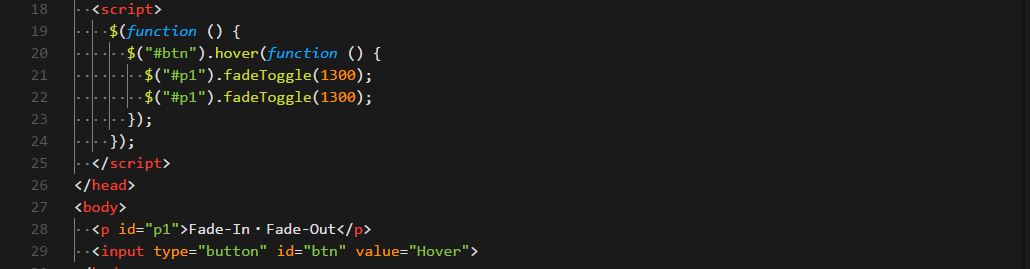 18 <script>
19 $(function () {
20 $("#btn").hover(function () {
21 $("#p1").fadeToggle(1300);
22 $("#p1").fadeToggle(1300);
23 });
24 });
25 </script>
26 </head>
27 <body>
28 <p id="p1">Fade-In・Fade-Out</p>
29 <input type="button" id="btn" value="Hover">